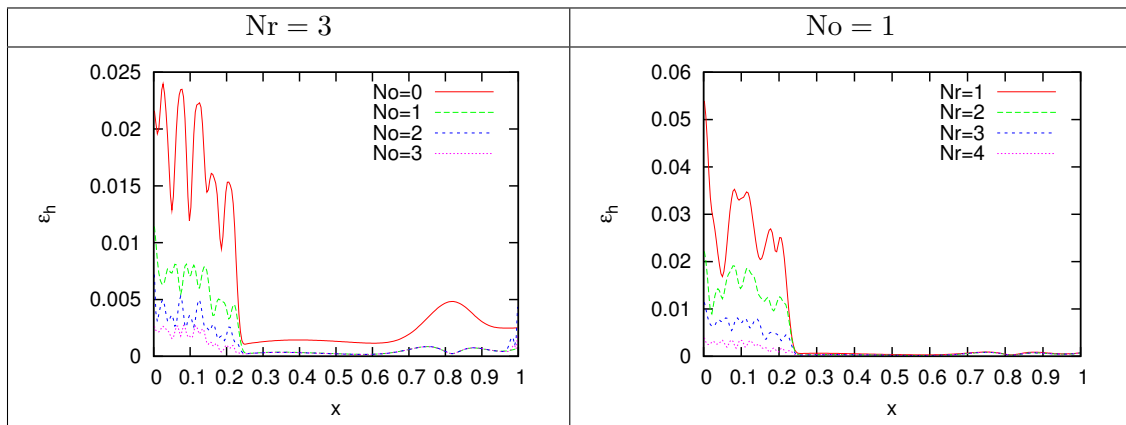 Nr = 3
No = 1
0.025
0.02
0.015
0.01
0.005
0
ε_h
No=0
No=1
No=2
No=3
0 0.1 0.2 0.3 0.4 0.5 0.6 0.7 0.8 0.9 1
x
0.06
0.05
0.04
0.03
0.02
0.01
0
ε_h
Nr=1
Nr=2
Nr=3
Nr=4
0 0.1 0.2 0.3 0.4 0.5 0.6 0.7 0.8 0.9 1
x